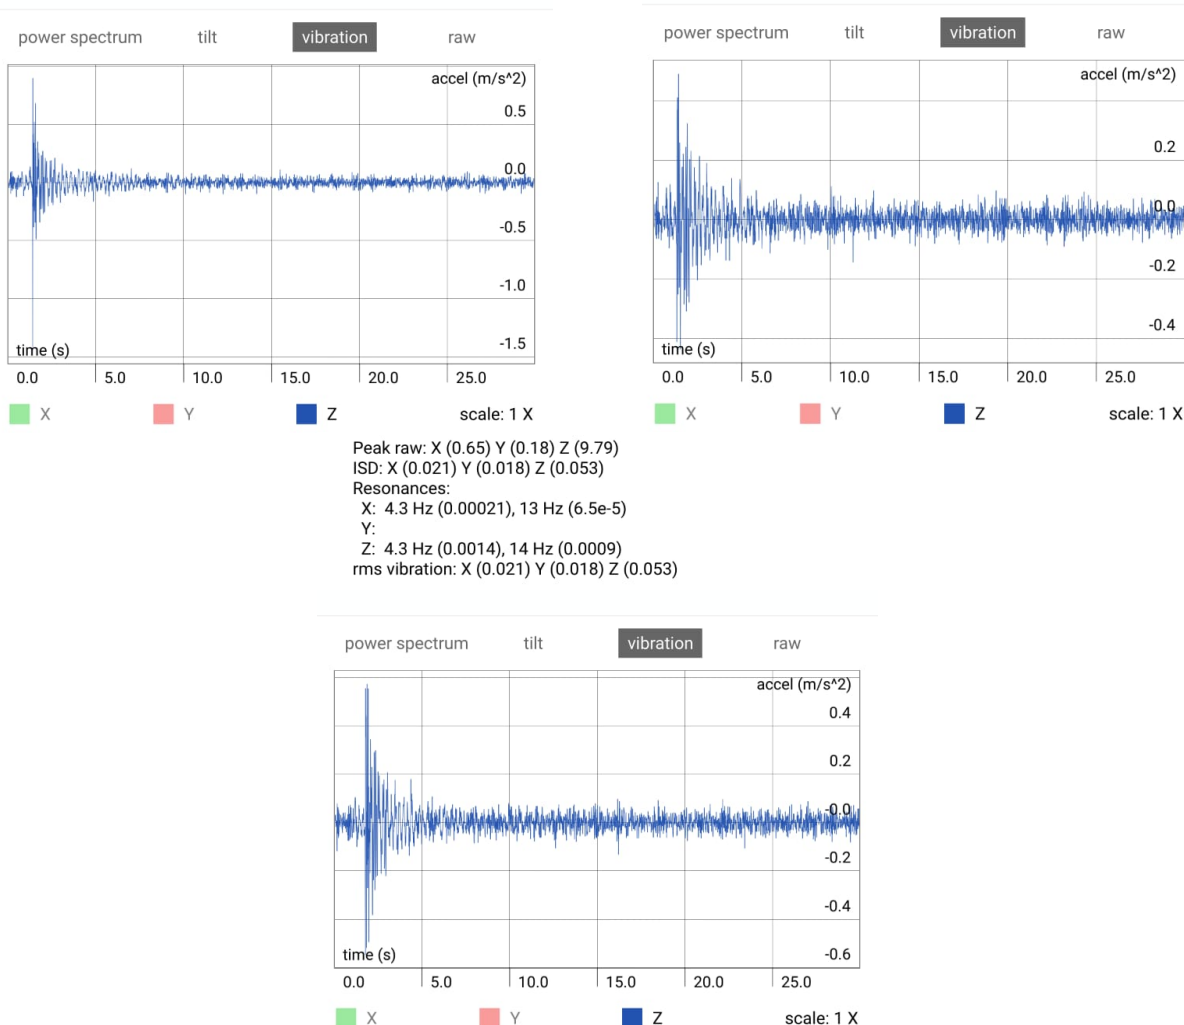 power spectrum tilt vibration raw
accel (m/s^2)
0.5
0.0
-0.5
-1.0
-1.5
time (s)
0.0 5.0 10.0 15.0 20.0 25.0
X Y Z scale: 1 X
power spectrum tilt vibration raw
accel (m/s^2)
0.2
0.0
-0.2
-0.4
time (s)
0.0 5.0 10.0 15.0 20.0 25.0
X Y Z scale: 1 X
Peak raw: X (0.65) Y (0.18) Z (9.79)
ISD: X (0.021) Y (0.018) Z (0.053)
Resonances:
X: 4.3 Hz (0.00021), 13 Hz (6.5e-5)
Y:
Z: 4.3 Hz (0.0014), 14 Hz (0.0009)
rms vibration: X (0.021) Y (0.018) Z (0.053)
power spectrum tilt vibration raw
accel (m/s^2)
0.4
0.2
-0.0
-0.2
-0.4
-0.6
time (s)
0.0 5.0 10.0 15.0 20.0 25.0
X Y Z scale: 1 X